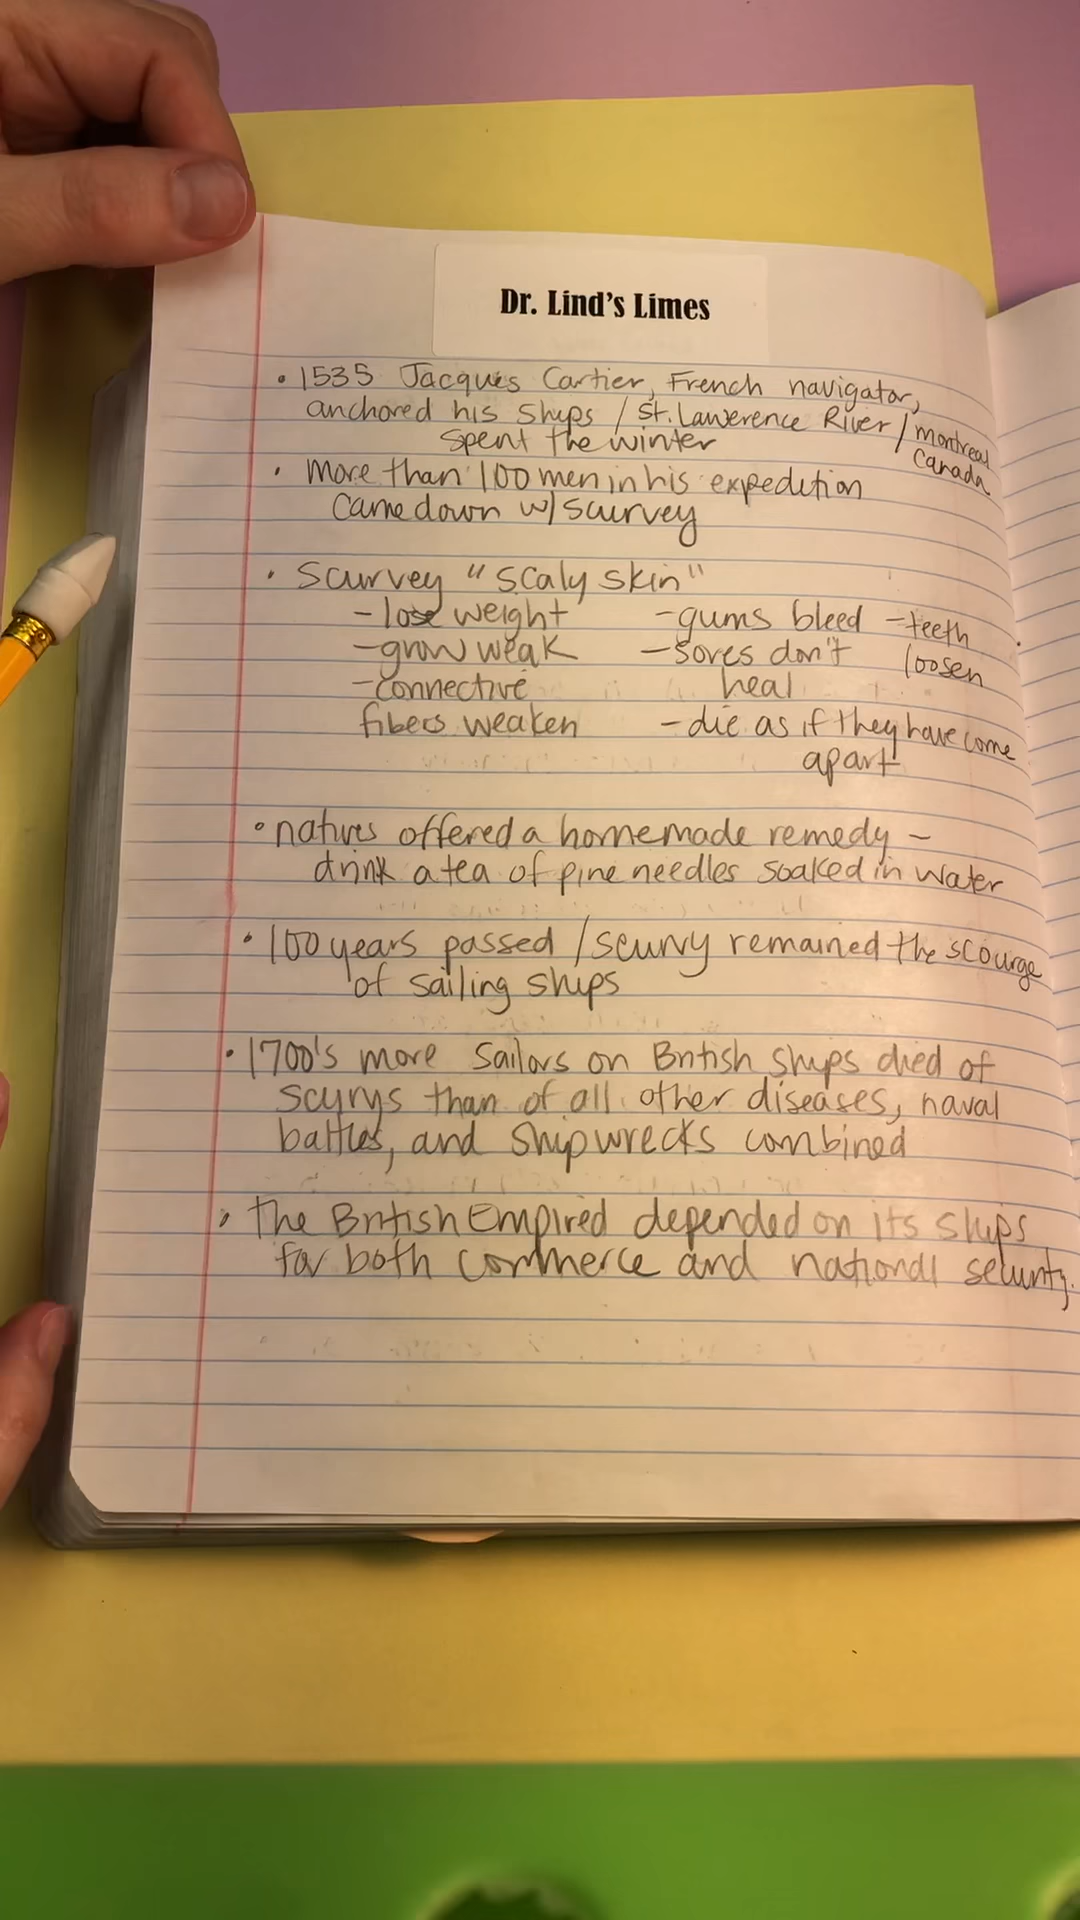 Dr. Lind's Limes
• 1535 Jacques Cartier, French navigator,
anchored his ships / St. Lawerence River / montreal
Canada
spent the winter
• more than 100 men in his expedition
came down w/ scurvey
• scurvey "scaly skin"
- lose weight - gums bleed - teeth
loosen
- grow weak - sores don't
heal
- connective
fibers weaken - die as if they have come
apart
• natives offered a homemade remedy -
drink a tea of pine needles soaked in water
• 100 years passed / scurvy remained the scourge
of sailing ships
• 1700's more sailors on British ships died of
scyrys than of all other diseases, naval
battles, and shipwrecks combined
• the British Empired depended on its ships
for both commerce and national security.